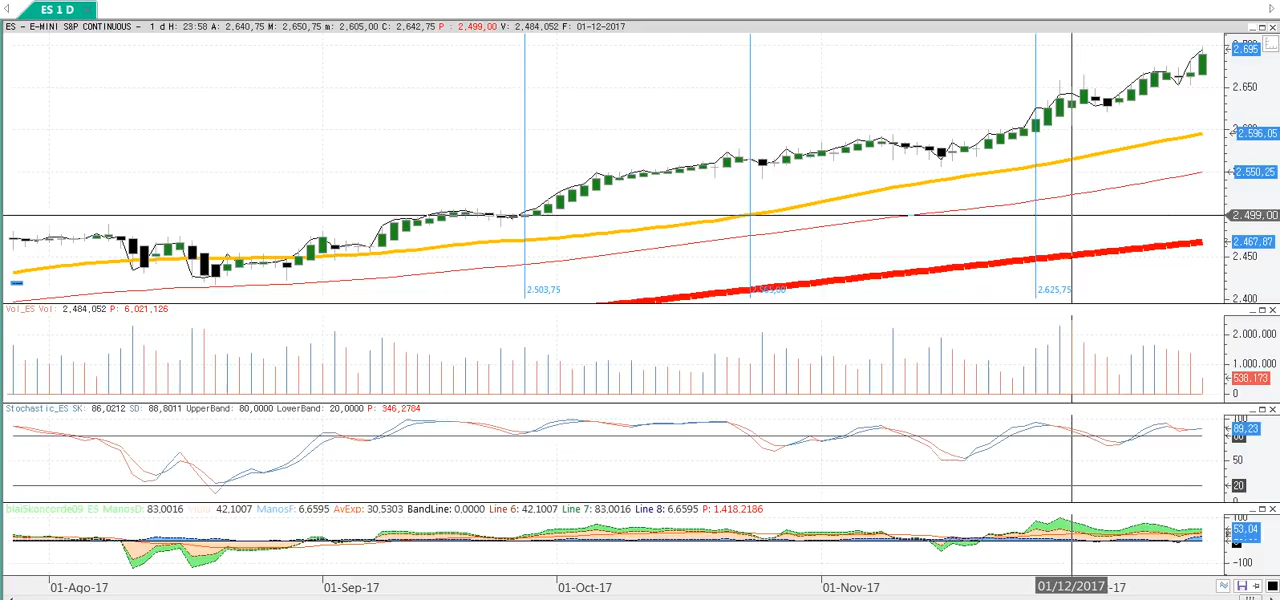 ES 1 D
ES - E-MINI S&P CONTINUOUS - 1 d H: 23:58 A: 2,640,75 M: 2,650,75 m: 2,605,00 C: 2,642,75 P : 2,499,00 V: 2,484,052 F: 01-12-2017
2.695
2.650
2.596,05
2.550,25
2.499,00
2.467,87
2.450
2.400
2.503,75
2.625,75
Vol_ES Vol: 2,484,052 P: 6,021,126
2.000.000
1.000.000
538.173
0
Stochastic_ES SK: 86,0212 SD: 88,8011 UpperBand: 80,0000 LowerBand: 20,0000 P: 346,2784
100
89,23
80
50
20
0
blai5koncorde09 ES ManosD: 83.0016 42.1007 ManosF: 6.6595 AvExp: 30.5303 BandLine: 0,0000 Line 6: 42.1007 Line 7: 83.0016 Line 8: 6.6595 P: 1.418.2186
100
53.04
-100
01-Ago-17
01-Sep-17
01-Oct-17
01-Nov-17
01/12/2017
-17